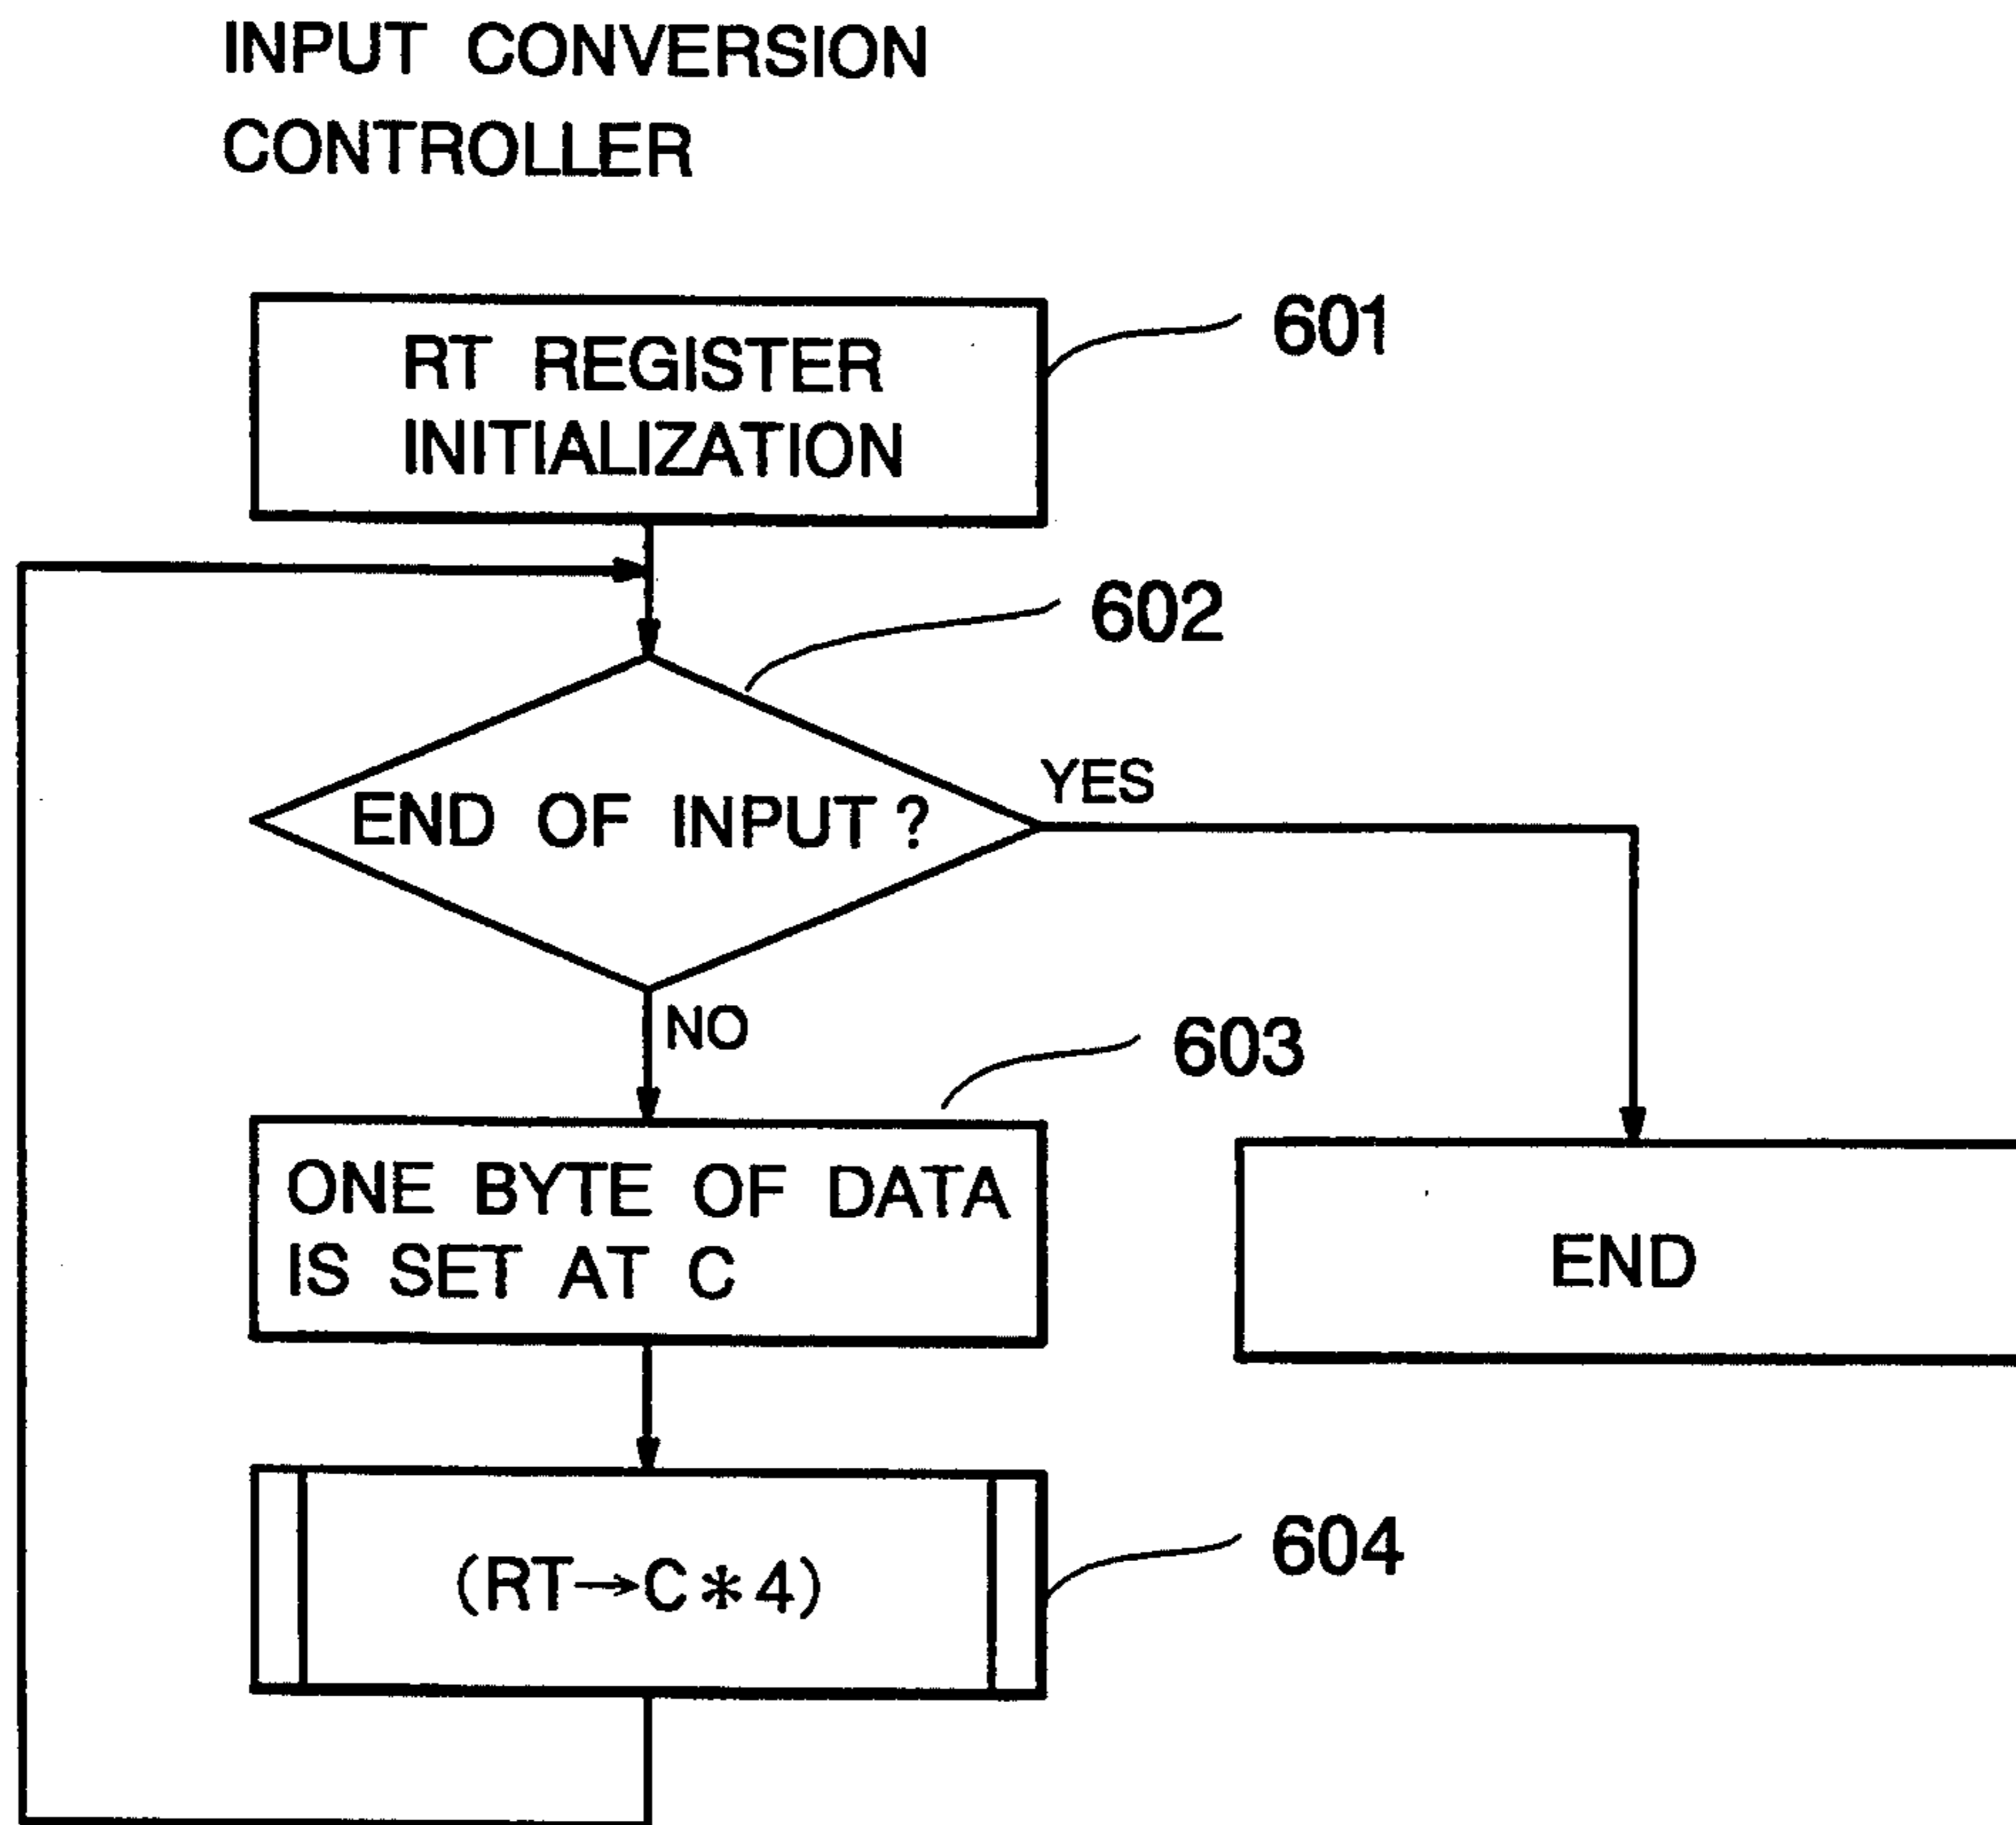 INPUT CONVERSION
CONTROLLER
RT REGISTER
INITIALIZATION
601
602
END OF INPUT?
YES
NO
603
ONE BYTE OF DATA
IS SET AT C
END
(RT→C*4)
604